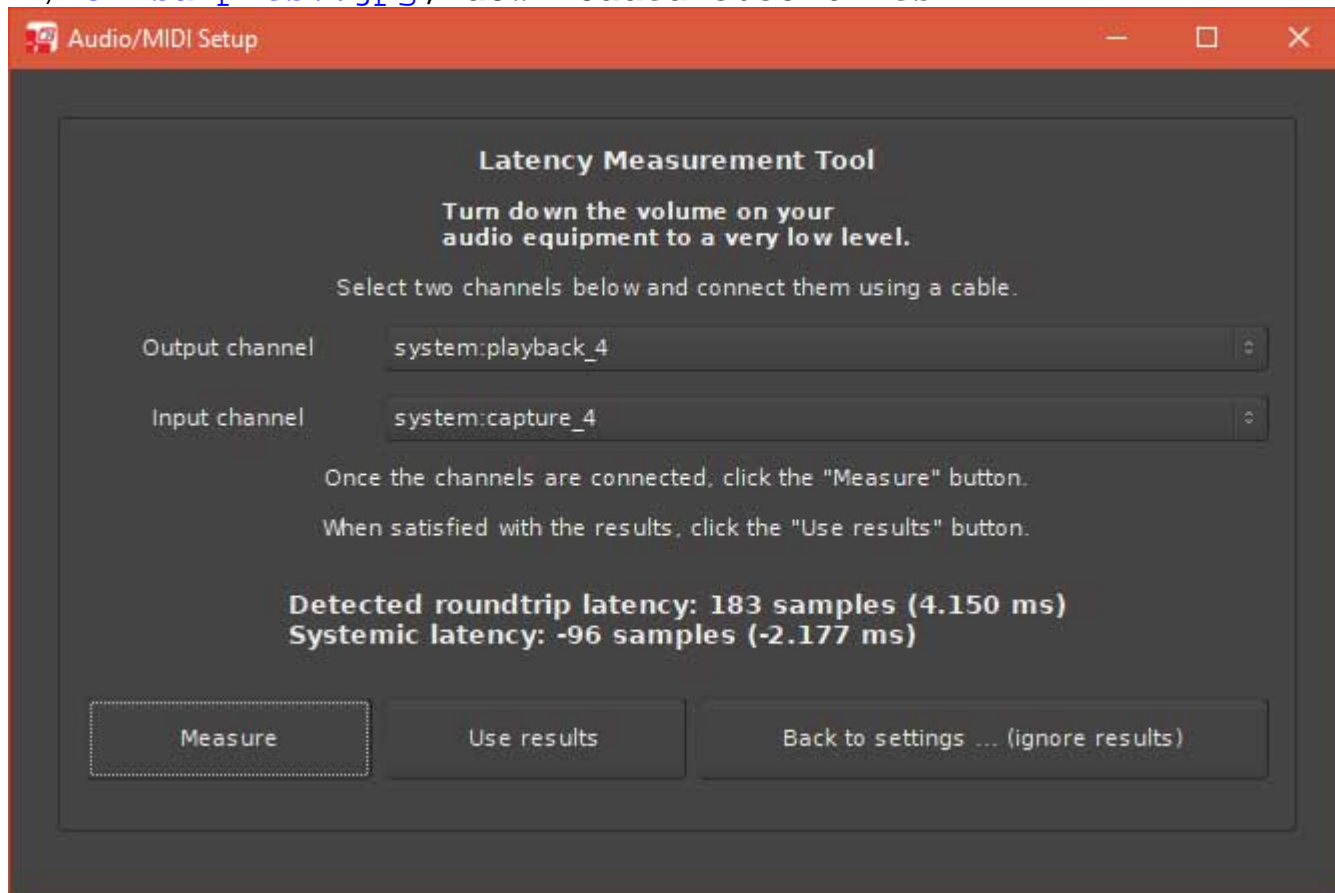 Audio/MIDI Setup
Latency Measurement Tool
Turn down the volume on your
audio equipment to a very low level.
Select two channels below and connect them using a cable.
Output channel system:playback_4
Input channel system:capture_4
Once the channels are connected, click the "Measure" button.
When satisfied with the results, click the "Use results" button.
Detected roundtrip latency: 183 samples (4.150 ms)
Systemic latency: -96 samples (-2.177 ms)
Measure Use results Back to settings ... (ignore results)